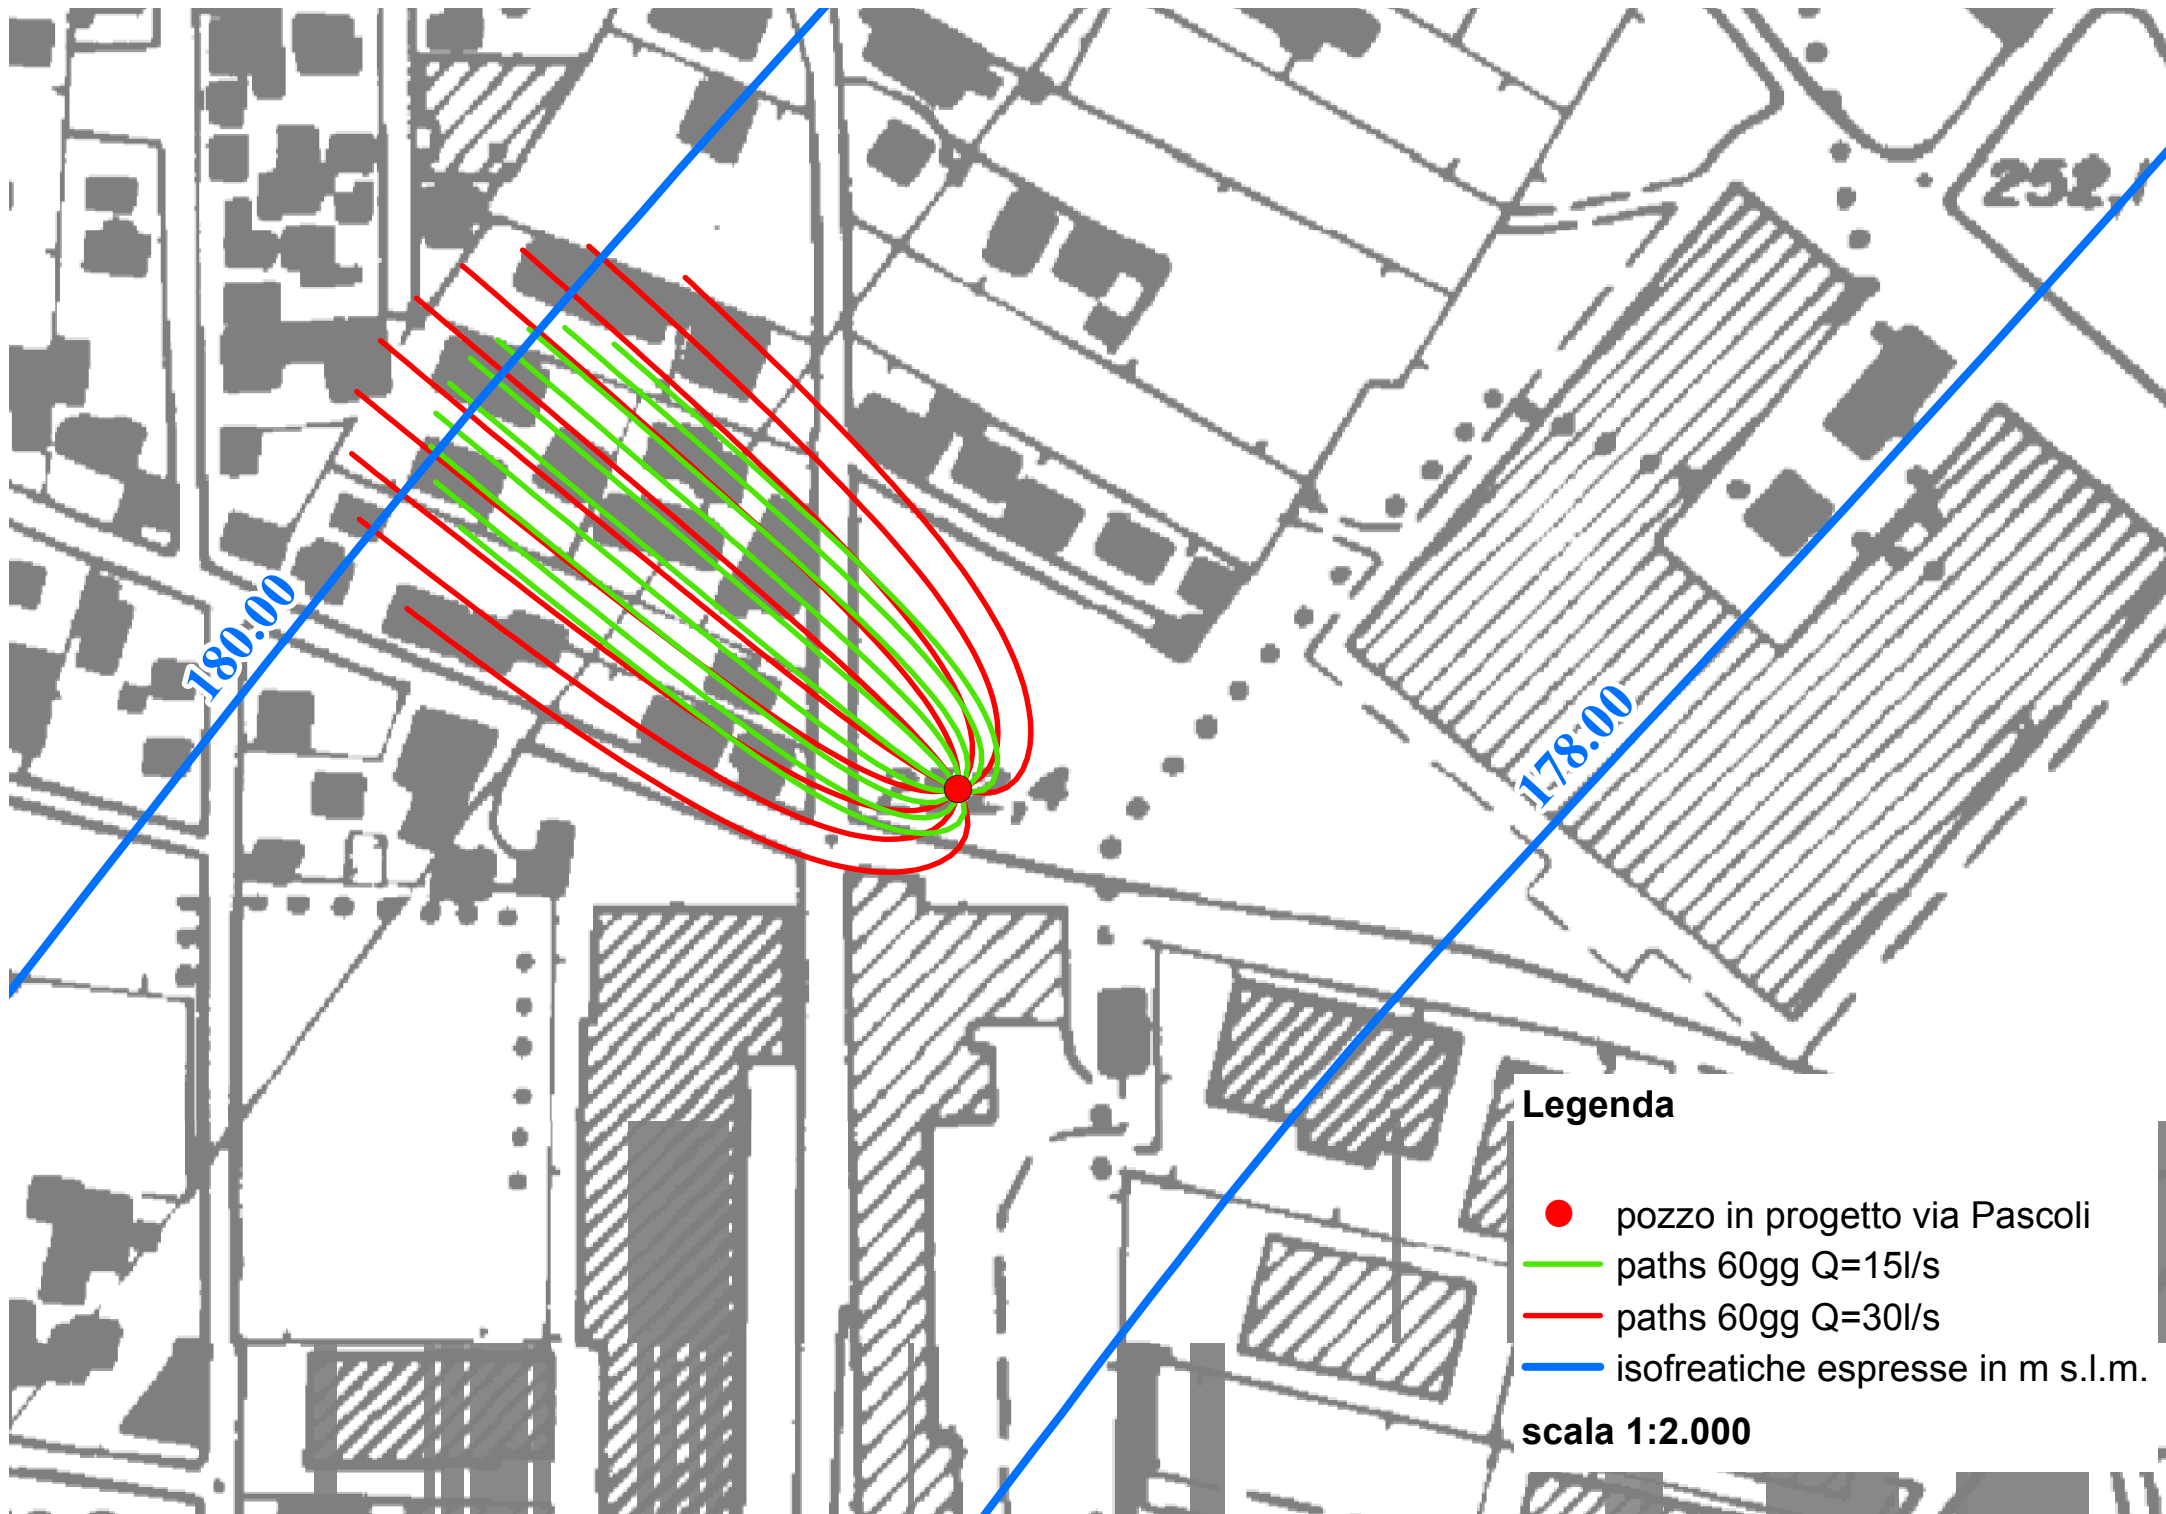 252.1
180.00
178.00
Legenda
pozzo in progetto via Pascoli
paths 60gg Q=15l/s
paths 60gg Q=30l/s
isofreatiche espresse in m s.l.m.
scala 1:2.000